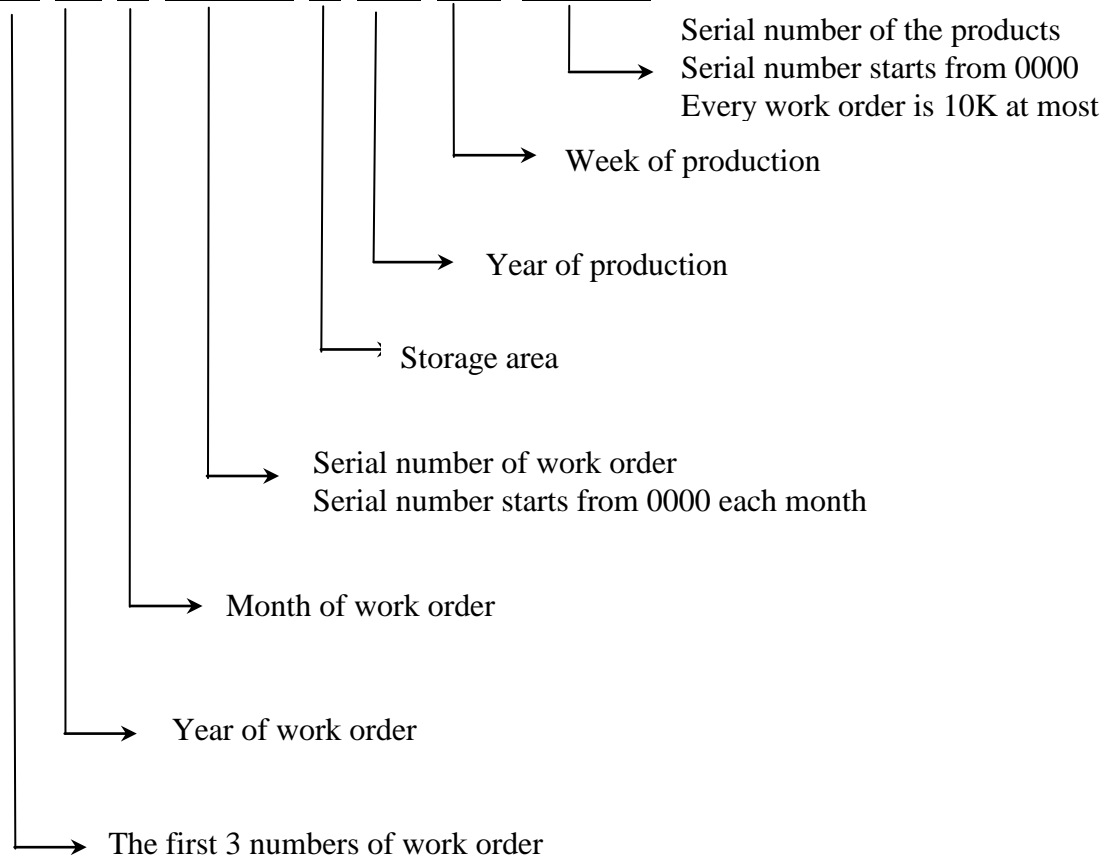 Serial number of the products
Serial number starts from 0000
Every work order is 10K at most
Week of production
Year of production
Storage area
Serial number of work order
Serial number starts from 0000 each month
Month of work order
Year of work order
The first 3 numbers of work order